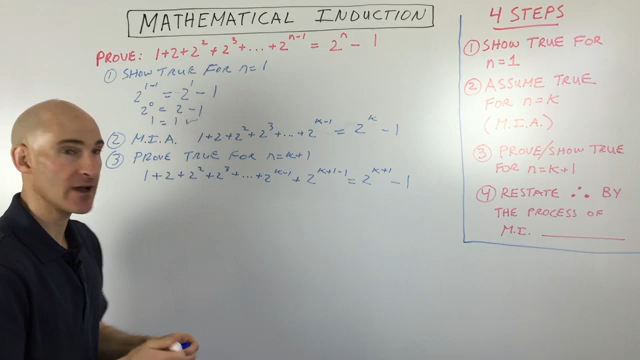 MATHEMATICAL INDUCTION
PROVE: 1+2+2²+2³+...+2ⁿ⁻¹ = 2ⁿ - 1
① SHOW TRUE FOR n=1
2¹⁻¹ = 2¹ - 1
2⁰ = 2 - 1
1 = 1 ✓
② M.I.A. 1+2+2²+2³+...+2ᴷ⁻¹ = 2ᴷ - 1
③ PROVE TRUE FOR n=K+1
1+2+2²+2³+...+2ᴷ⁻¹+2ᴷ⁺¹⁻¹ = 2ᴷ⁺¹ - 1
4 STEPS
① SHOW TRUE FOR
n=1
② ASSUME TRUE
FOR n=K
(M.I.A.)
③ PROVE/SHOW TRUE
FOR n=K+1
④ RESTATE ∴ BY
THE PROCESS OF
M.I. ________